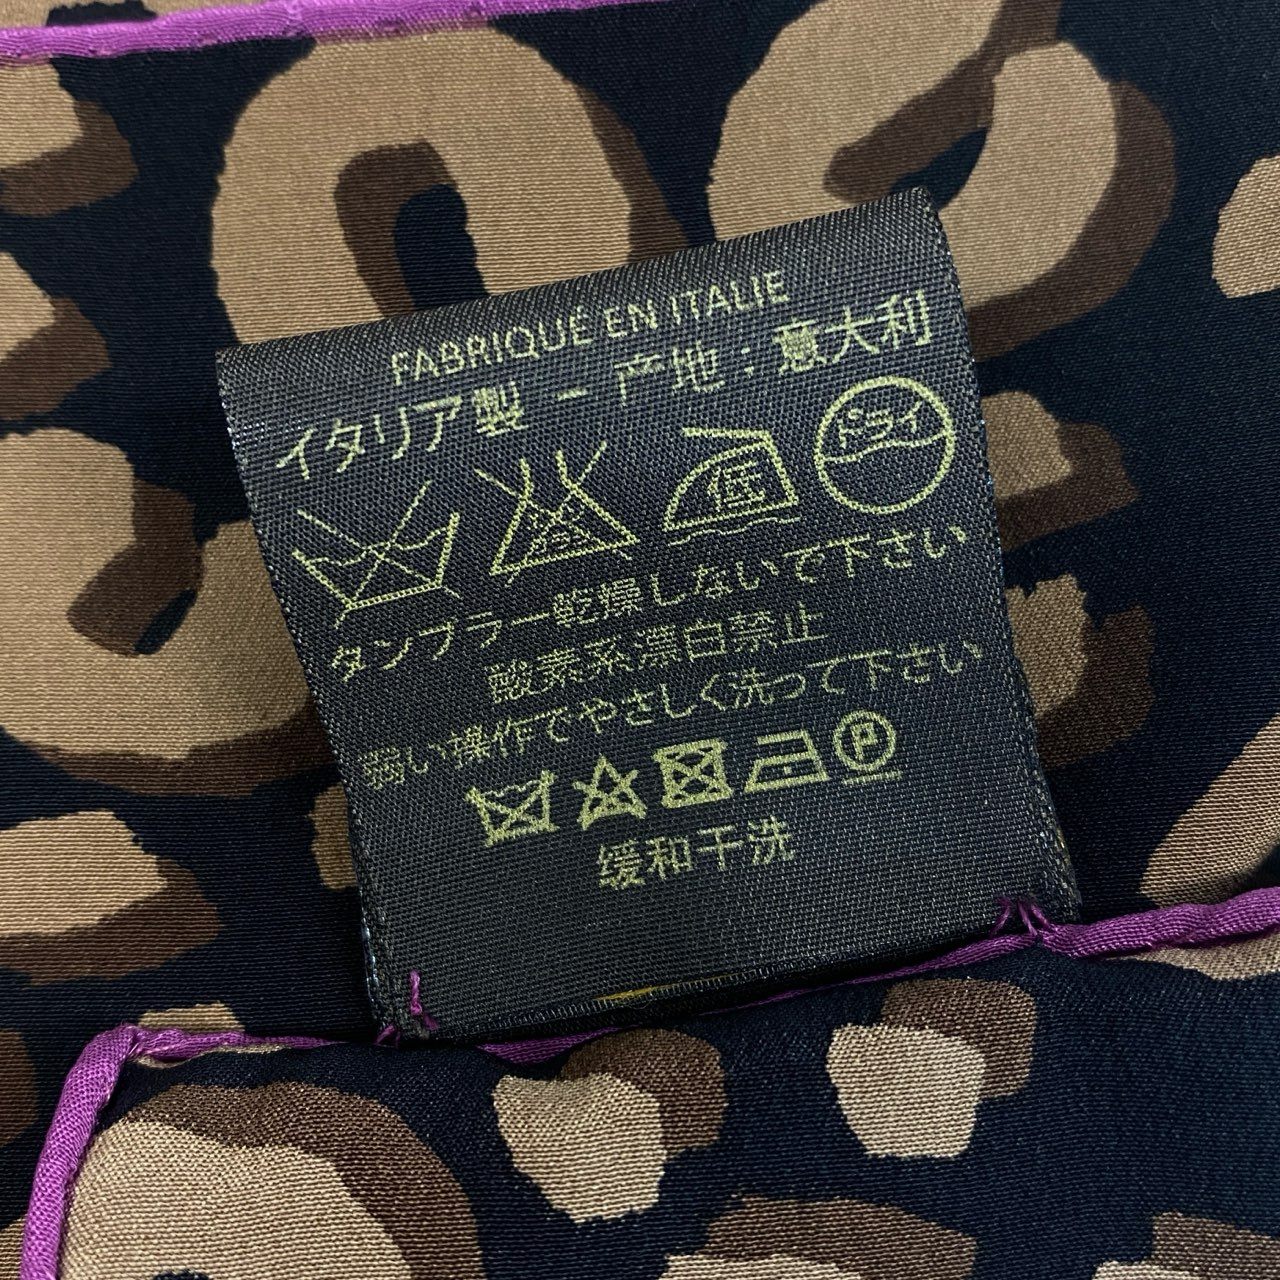 FABRIQUÉ EN ITALIE
イタリア製 – 产地：意大利
低 ドライ
タンブラー乾燥しないで下さい
酸素系漂白禁止
弱い操作でやさしく洗って下さい
P
缓和干洗